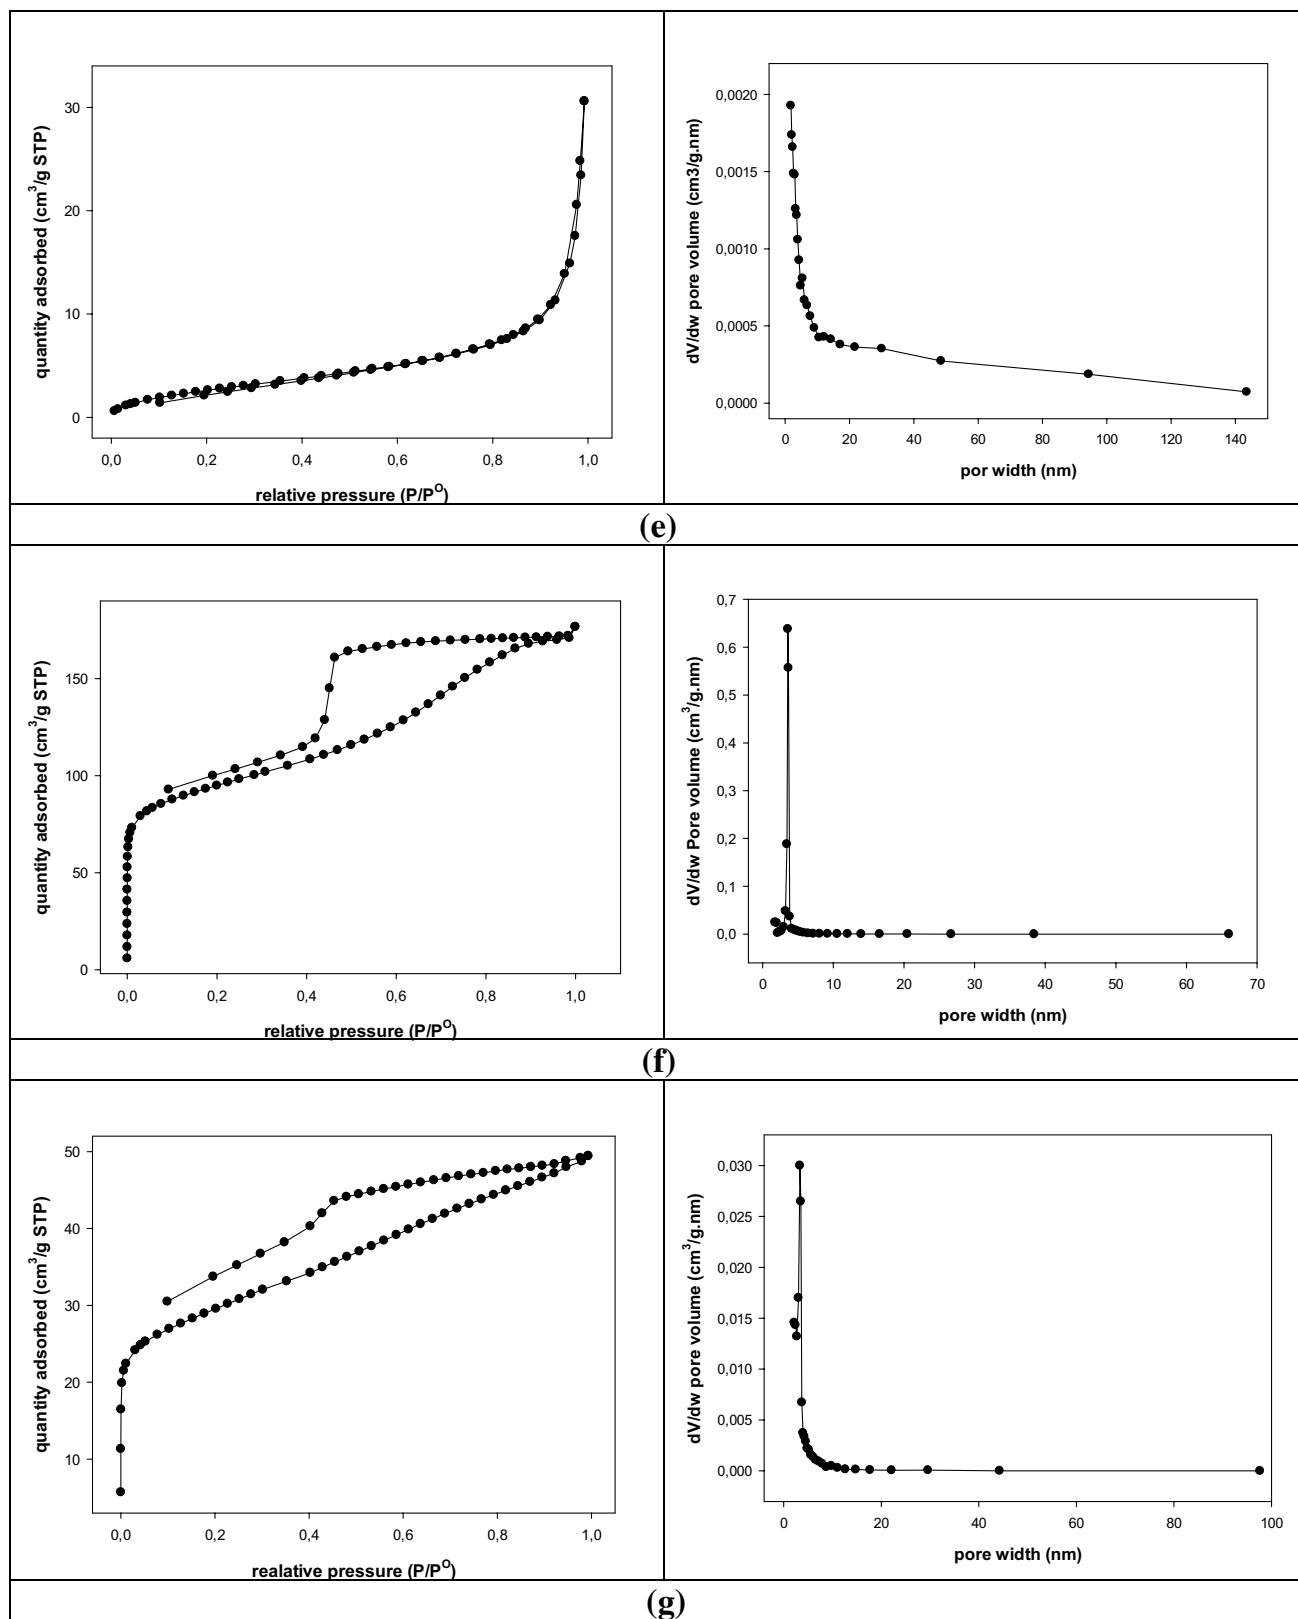 quantity adsorbed (cm³/g STP)
30
20
10
0
0,0 0,2 0,4 0,6 0,8 1,0
relative pressure (P/P⁰)
dV/dw pore volume (cm3/g.nm)
0,0020
0,0015
0,0010
0,0005
0,0000
0 20 40 60 80 100 120 140
por width (nm)
(e)
quantity adsorbed (cm³/g STP)
150
100
50
0
0,0 0,2 0,4 0,6 0,8 1,0
relative pressure (P/P⁰)
dV/dw Pore volume (cm³/g.nm)
0,7
0,6
0,5
0,4
0,3
0,2
0,1
0,0
0 10 20 30 40 50 60 70
pore width (nm)
(f)
quantity adsorbed (cm³/g STP)
50
40
30
20
10
0,0 0,2 0,4 0,6 0,8 1,0
realative pressure (P/P⁰)
dV/dw pore volume (cm³/g.nm)
0,030
0,025
0,020
0,015
0,010
0,005
0,000
0 20 40 60 80 100
pore width (nm)
(g)